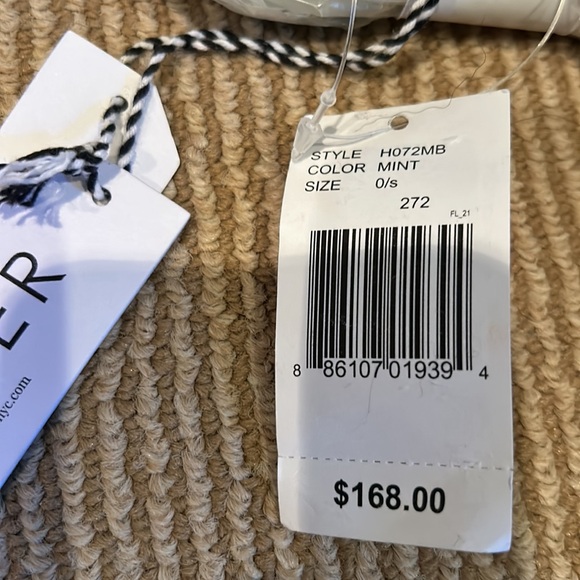 STYLE H072MB
COLOR MINT
SIZE 0/s
272
FL_21
8 86107 01939 4
$168.00
ER
nyc.com